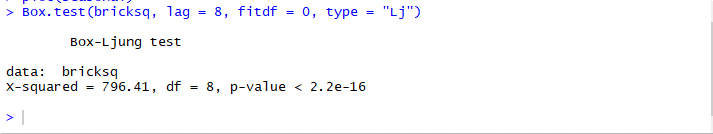 > Box.test(bricksq, lag = 8, fitdf = 0, type = "Lj")
Box-Ljung test
data:  bricksq
X-squared = 796.41, df = 8, p-value < 2.2e-16
>